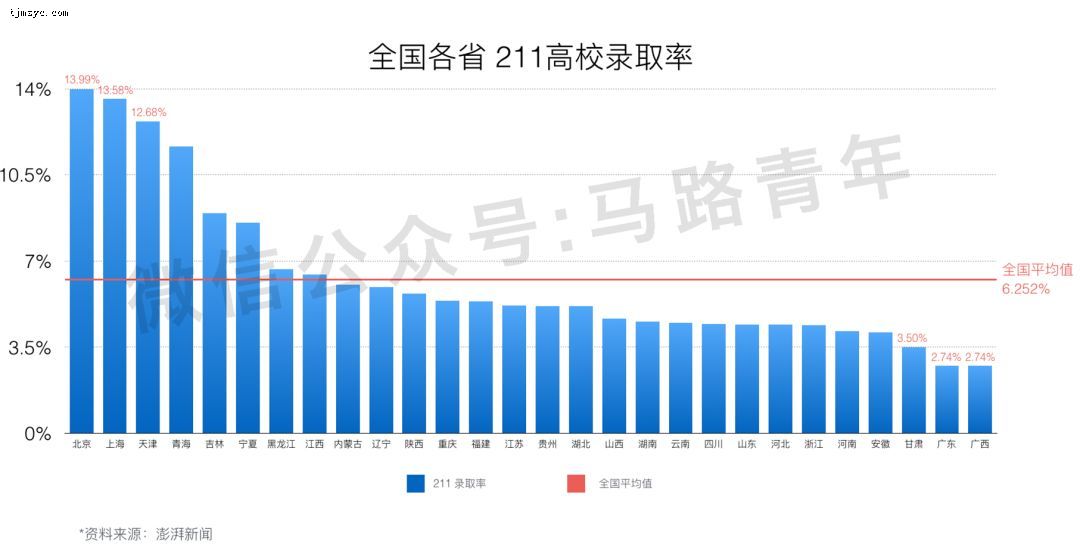 tjmsyc.com
全国各省 211高校录取率
14%
10.5%
7%
3.5%
0%
13.99%
13.58%
12.68%
3.50%
2.74%
2.74%
全国平均值
6.252%
微信公众号:马路青年
北京 上海 天津 青海 吉林 宁夏 黑龙江 江西 内蒙古 辽宁 陕西 重庆 福建 江苏 贵州 湖北 山西 湖南 云南 四川 山东 河北 浙江 河南 安徽 甘肃 广东 广西
211 录取率 全国平均值
*资料来源：澎湃新闻